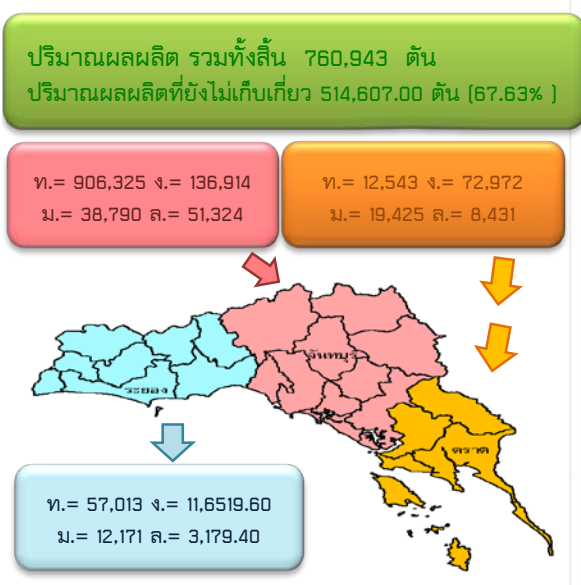 ปริมาณผลผลิต รวมทั้งสิ้น 760,943 ตัน
ปริมาณผลผลิตที่ยังไม่เก็บเกี่ยว 514,607.00 ตัน (67.63% )
ท.= 906,325 ง.= 136,914
ม.= 38,790 ล.= 51,324
ท.= 12,543 ง.= 72,972
ม.= 19,425 ล.= 8,431
จันทบุรี
ระยอง
ตราด
ท.= 57,013 ง.= 11,6519.60
ม.= 12,171 ล.= 3,179.40